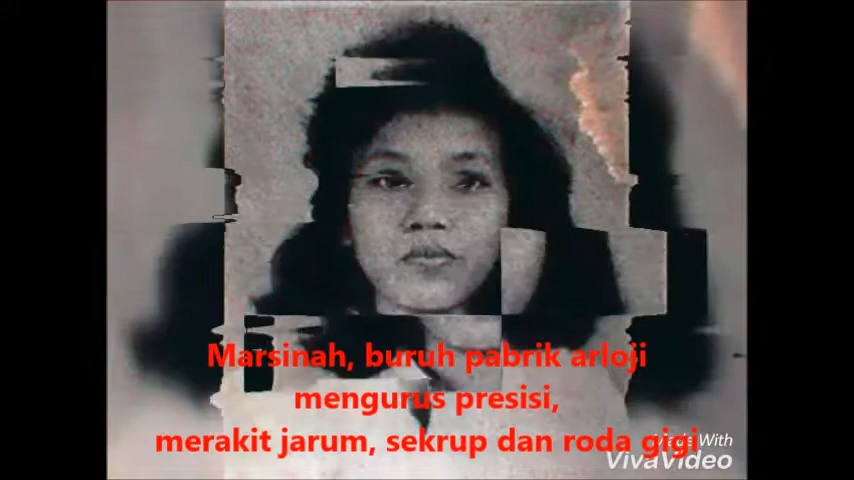 Marsinah, buruh pabrik arloji
mengurus presisi,
merakit jarum, sekrup dan roda gigi
Made With
VivaVideo